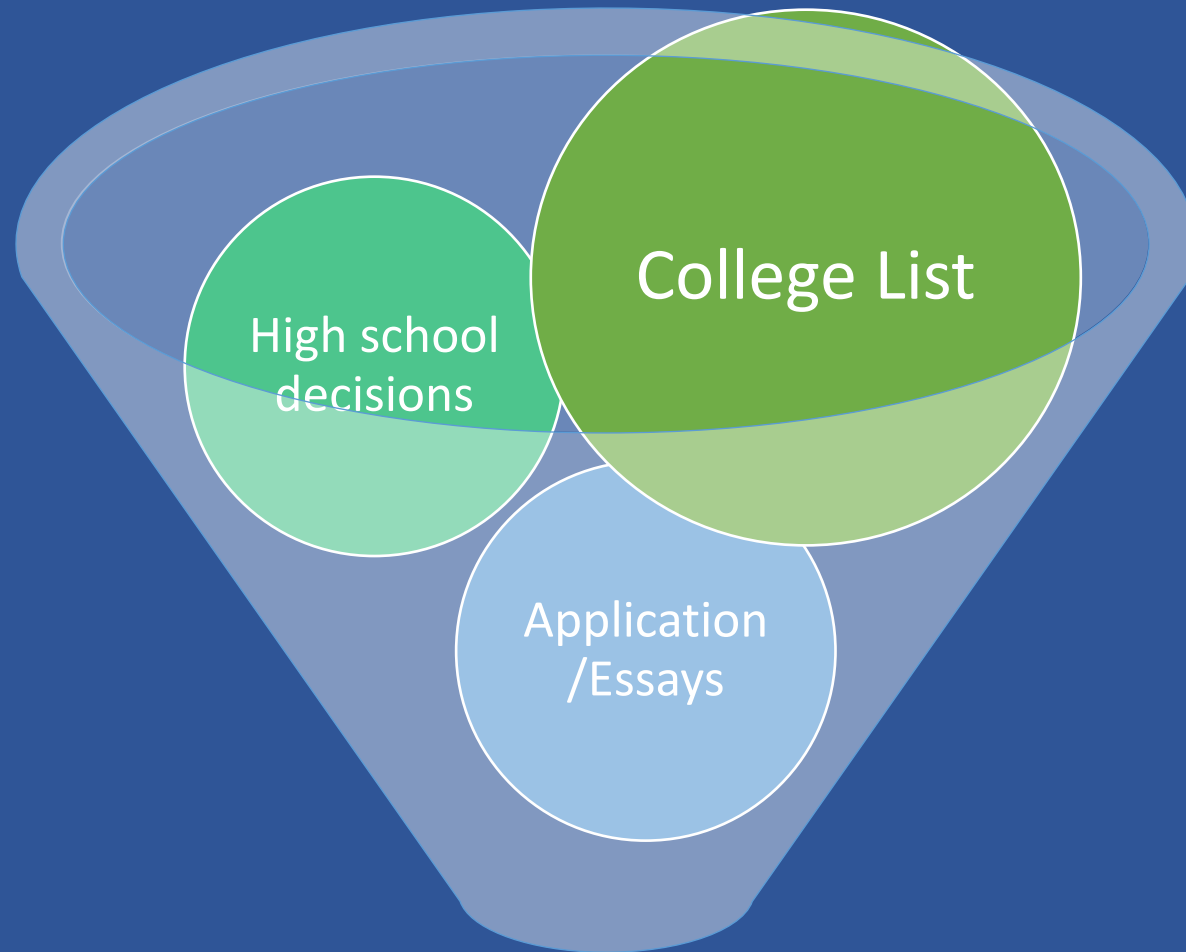 College List
High school
decisions
Application
/Essays